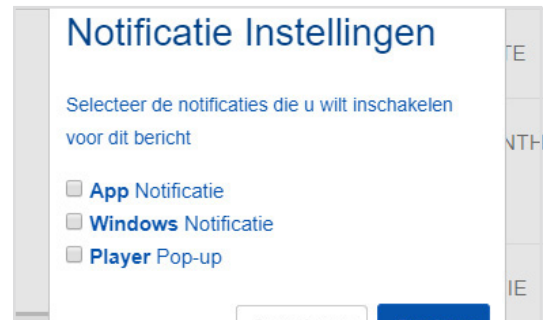 Notificatie Instellingen
TE
Selecteer de notificaties die u wilt inschakelen
voor dit bericht
NTH
App Notificatie
Windows Notificatie
Player Pop-up
IE